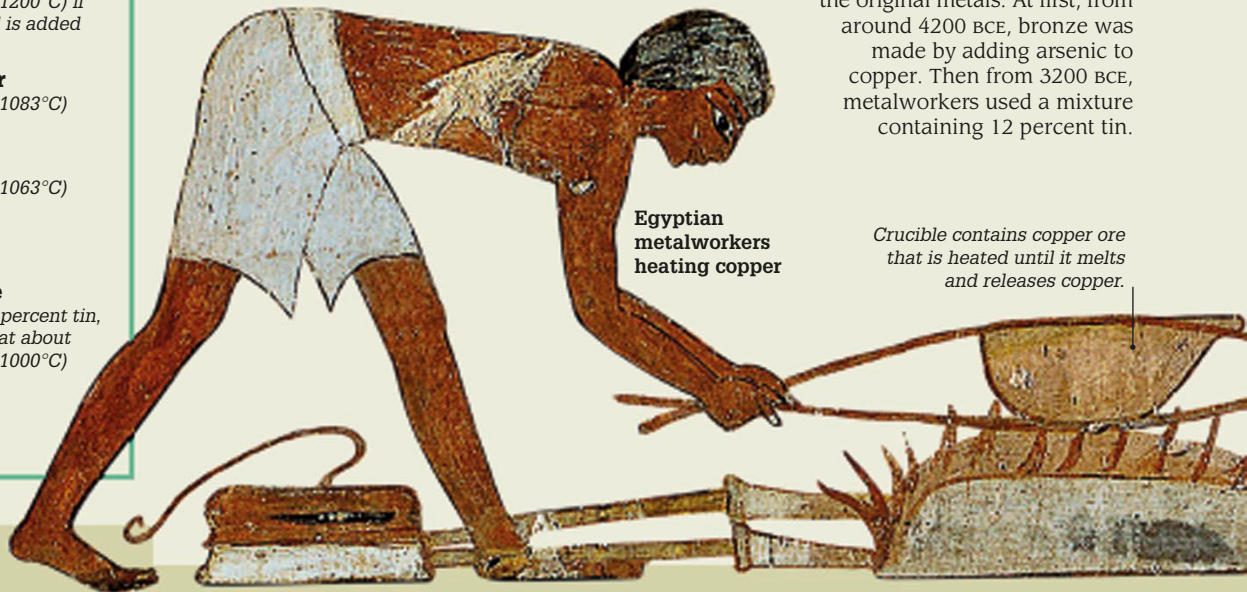 1200°C) if
is added
r
1083°C)
1063°C)
e
percent tin,
at about
1000°C)
the original metals. At first, from
around 4200 BCE, bronze was
made by adding arsenic to
copper. Then from 3200 BCE,
metalworkers used a mixture
containing 12 percent tin.
Egyptian
metalworkers
heating copper
Crucible contains copper ore
that is heated until it melts
and releases copper.